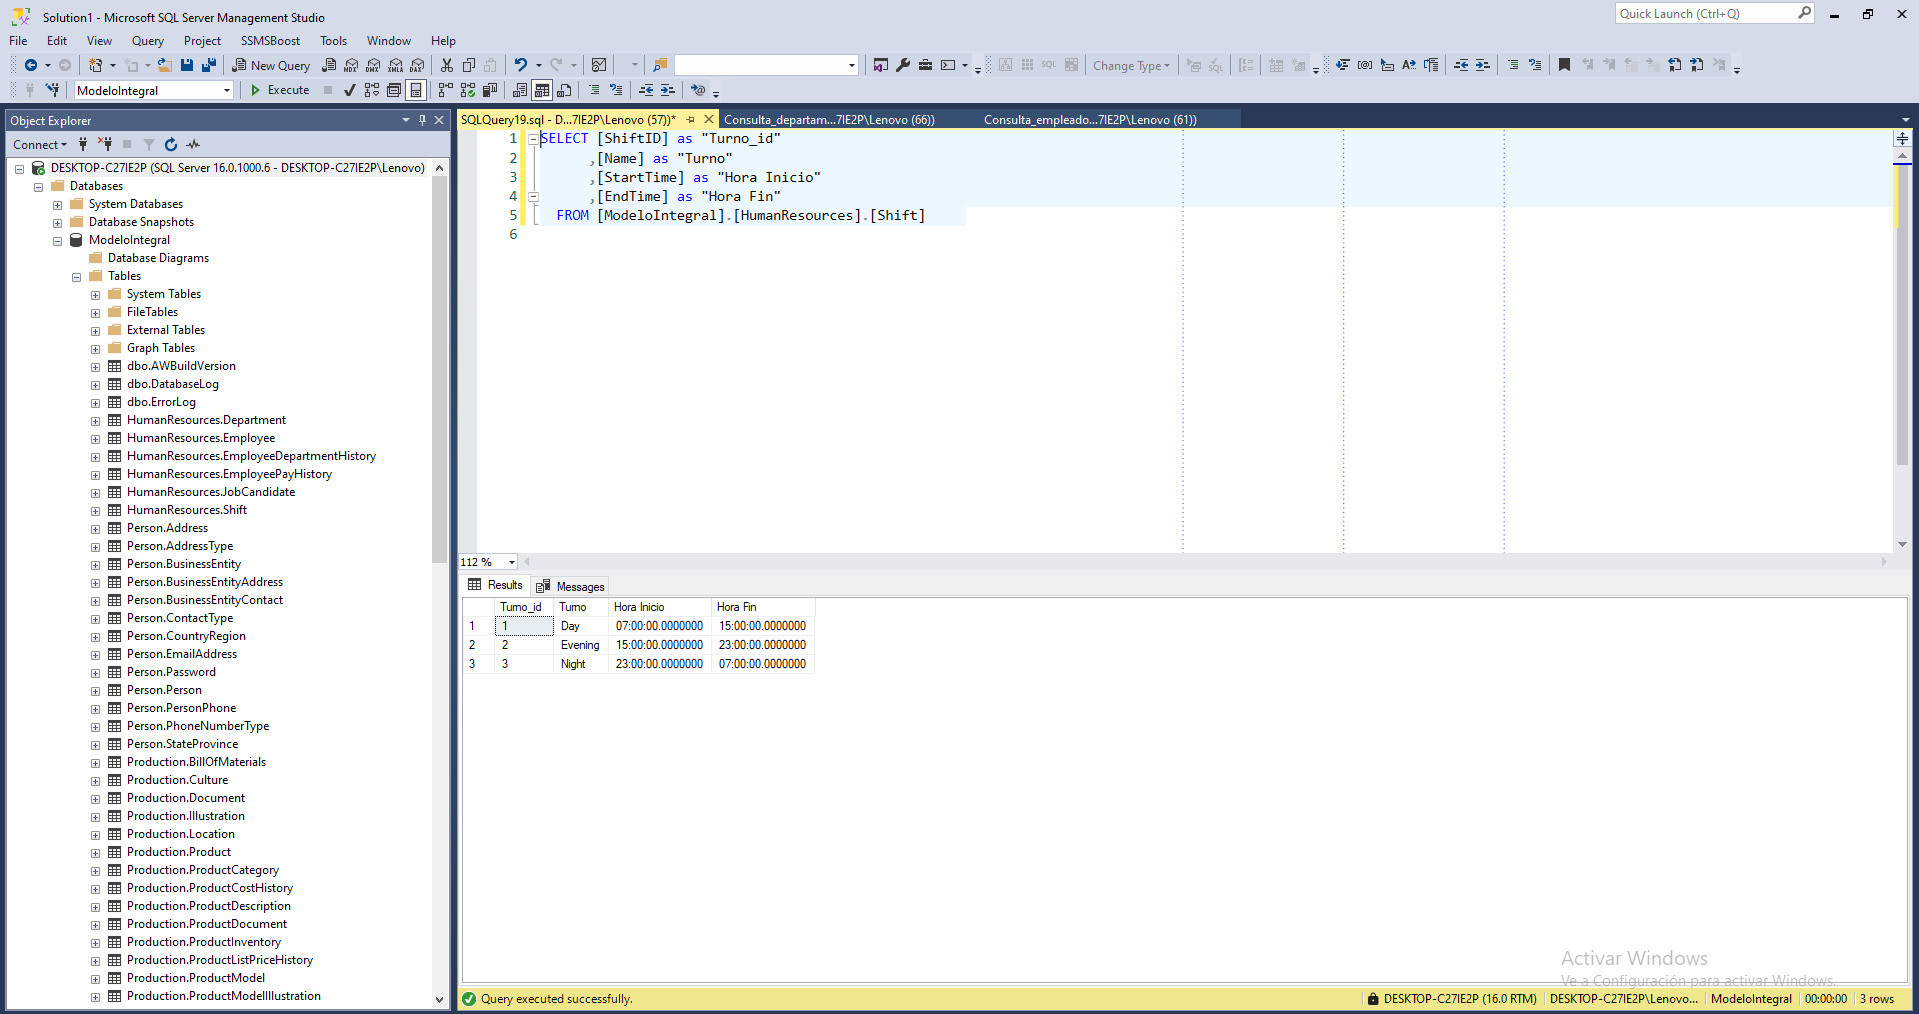 Solution1 - Microsoft SQL Server Management Studio
Quick Launch (Ctrl+Q)
File Edit View Query Project SSMSBoost Tools Window Help
New Query
MDX DMX XMLA DAX
Change Type
ModeloIntegral
Execute
Object Explorer
Connect
DESKTOP-C27IE2P (SQL Server 16.0.1000.6 - DESKTOP-C27IE2P\Lenovo)
Databases
System Databases
Database Snapshots
ModeloIntegral
Database Diagrams
Tables
System Tables
FileTables
External Tables
Graph Tables
dbo.AWBuildVersion
dbo.DatabaseLog
dbo.ErrorLog
HumanResources.Department
HumanResources.Employee
HumanResources.EmployeeDepartmentHistory
HumanResources.EmployeePayHistory
HumanResources.JobCandidate
HumanResources.Shift
Person.Address
Person.AddressType
Person.BusinessEntity
Person.BusinessEntityAddress
Person.BusinessEntityContact
Person.ContactType
Person.CountryRegion
Person.EmailAddress
Person.Password
Person.Person
Person.PersonPhone
Person.PhoneNumberType
Person.StateProvince
Production.BillOfMaterials
Production.Culture
Production.Document
Production.Illustration
Production.Location
Production.Product
Production.ProductCategory
Production.ProductCostHistory
Production.ProductDescription
Production.ProductDocument
Production.ProductInventory
Production.ProductListPriceHistory
Production.ProductModel
Production.ProductModelIllustration
SQLQuery19.sql - D...7IE2P\Lenovo (57))* Consulta_departam...7IE2P\Lenovo (66)) Consulta_empleado...7IE2P\Lenovo (61))
1 SELECT [ShiftID] as "Turno_id"
2 ,[Name] as "Turno"
3 ,[StartTime] as "Hora Inicio"
4 ,[EndTime] as "Hora Fin"
5 FROM [ModeloIntegral].[HumanResources].[Shift]
6
112 %
Results Messages
Turno_id Turno Hora Inicio Hora Fin
1 1 Day 07:00:00.0000000 15:00:00.0000000
2 2 Evening 15:00:00.0000000 23:00:00.0000000
3 3 Night 23:00:00.0000000 07:00:00.0000000
Activar Windows
Ve a Configuración para activar Windows.
Query executed successfully.
DESKTOP-C27IE2P (16.0 RTM) DESKTOP-C27IE2P\Lenovo... ModeloIntegral 00:00:00 3 rows